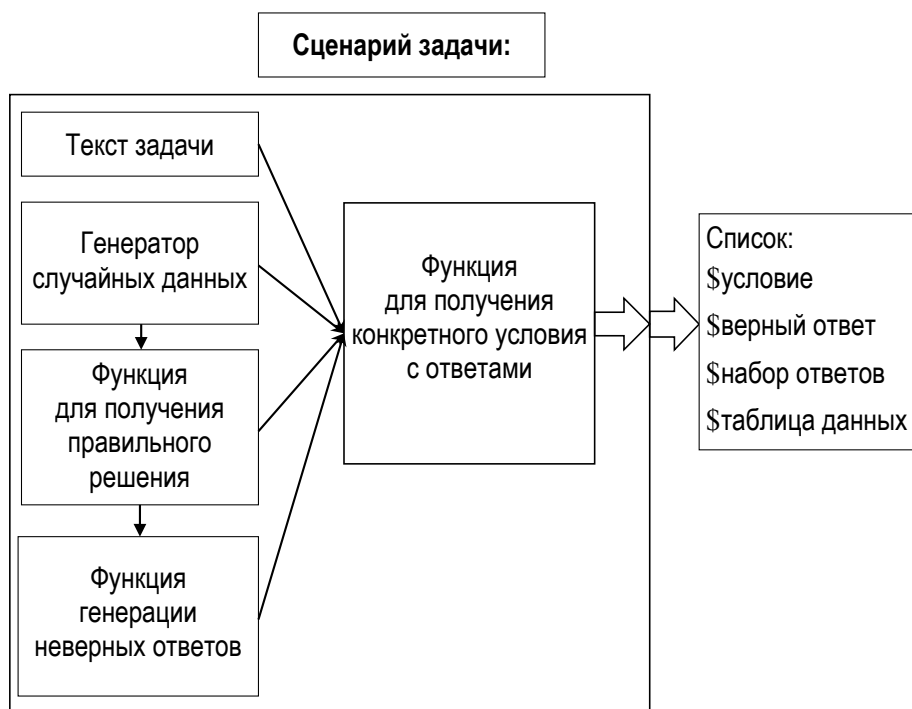 Сценарий задачи:
Текст задачи
Генератор
случайных данных
Функция
для получения
правильного
решения
Функция
генерации
неверных ответов
Функция
для получения
конкретного условия
с ответами
Список:
$условие
$верный ответ
$набор ответов
$таблица данных